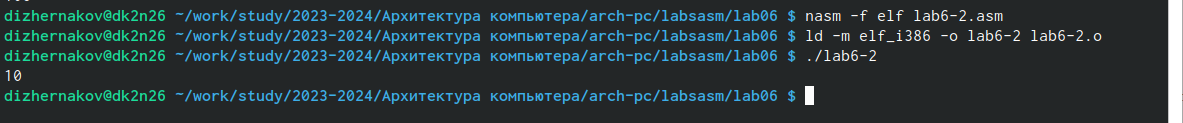 dizhernakov@dk2n26 ~/work/study/2023-2024/Архитектура компьютера/arch-pc/labsasm/lab06 $ nasm -f elf lab6-2.asm
dizhernakov@dk2n26 ~/work/study/2023-2024/Архитектура компьютера/arch-pc/labsasm/lab06 $ ld -m elf_i386 -o lab6-2 lab6-2.o
dizhernakov@dk2n26 ~/work/study/2023-2024/Архитектура компьютера/arch-pc/labsasm/lab06 $ ./lab6-2
10
dizhernakov@dk2n26 ~/work/study/2023-2024/Архитектура компьютера/arch-pc/labsasm/lab06 $